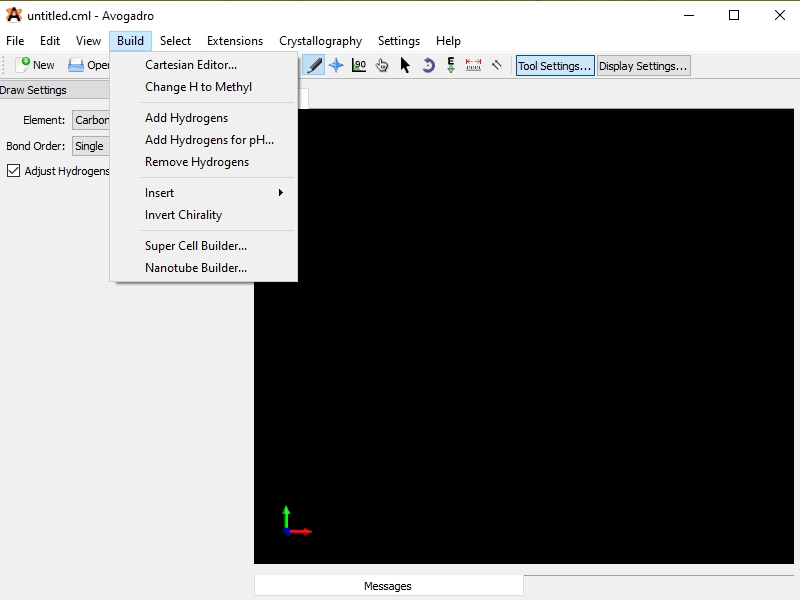 untitled.cml - Avogadro
File Edit View Build Select Extensions Crystallography Settings Help
New Open 90 E Tool Settings... Display Settings...
Draw Settings
Element: Carbon
Bond Order: Single
Adjust Hydrogens
Cartesian Editor...
Change H to Methyl
Add Hydrogens
Add Hydrogens for pH...
Remove Hydrogens
Insert
Invert Chirality
Super Cell Builder...
Nanotube Builder...
Messages